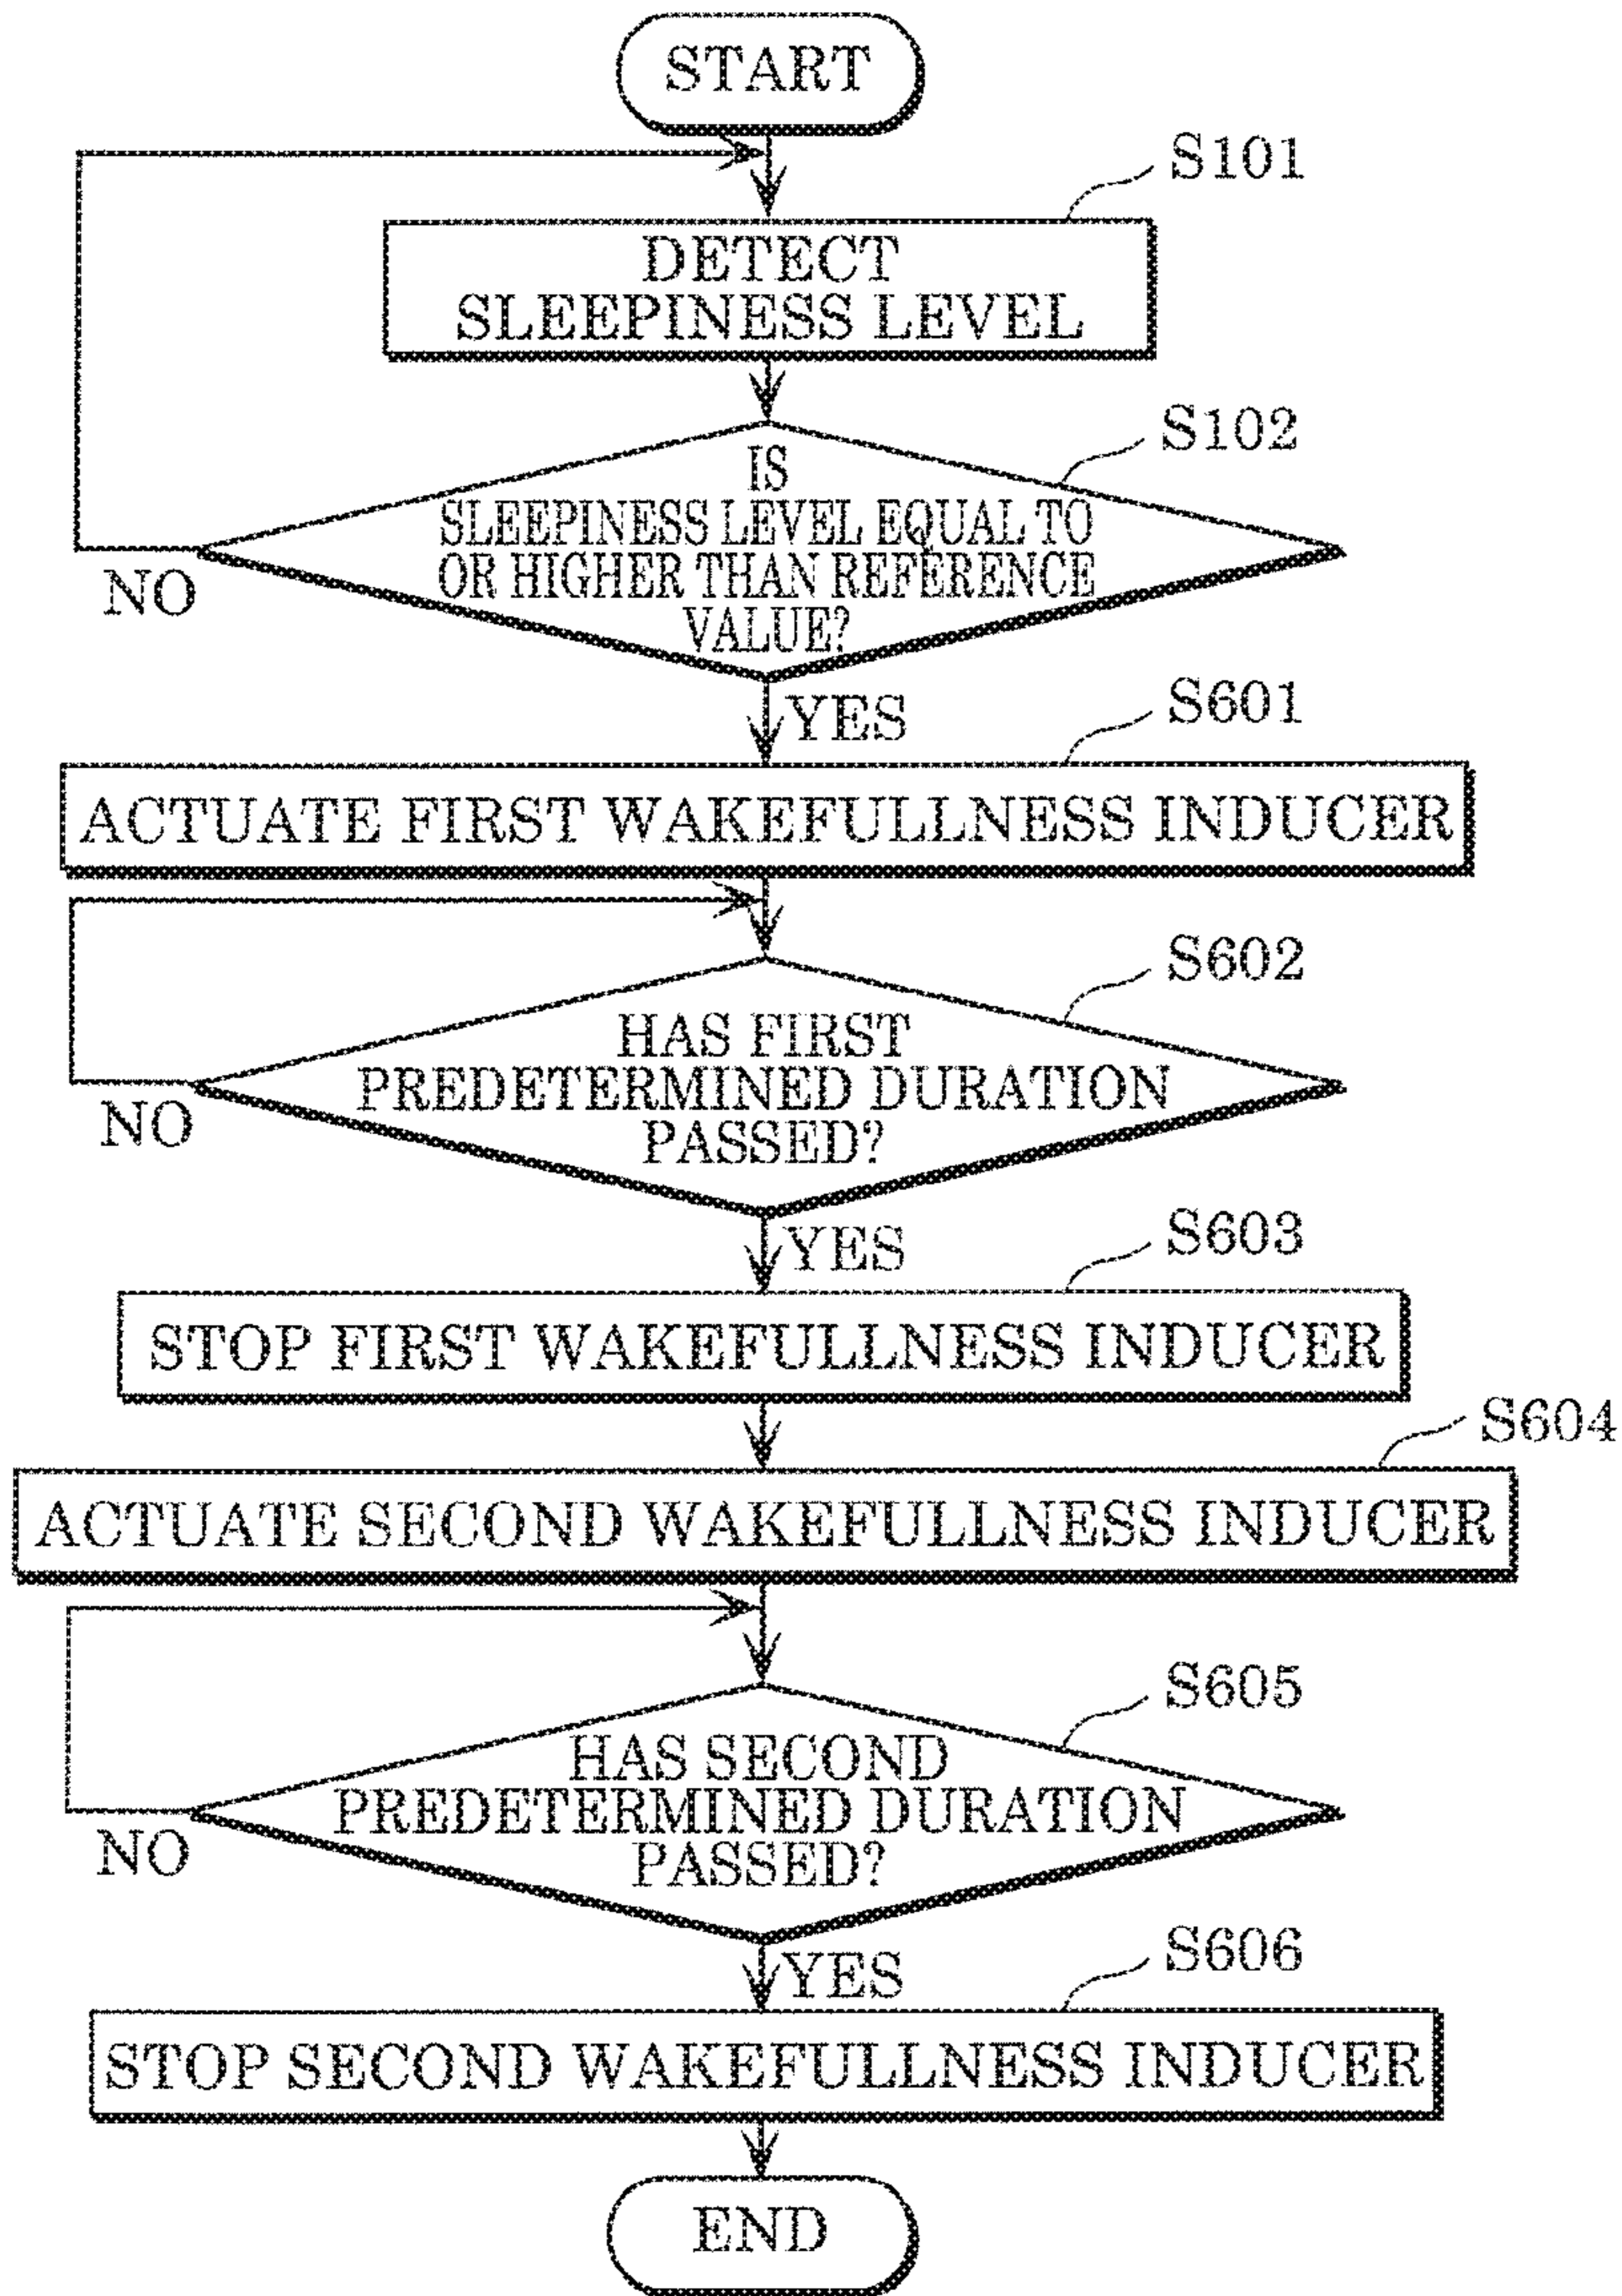 START
S101
DETECT
SLEEPINESS LEVEL
S102
IS
SLEEPINESS LEVEL EQUAL TO
OR HIGHER THAN REFERENCE
VALUE?
NO
YES
S601
ACTUATE FIRST WAKEFULLNESS INDUCER
S602
HAS FIRST
PREDETERMINED DURATION
PASSED?
NO
YES
S603
STOP FIRST WAKEFULLNESS INDUCER
S604
ACTUATE SECOND WAKEFULLNESS INDUCER
S605
HAS SECOND
PREDETERMINED DURATION
PASSED?
NO
YES
S606
STOP SECOND WAKEFULLNESS INDUCER
END